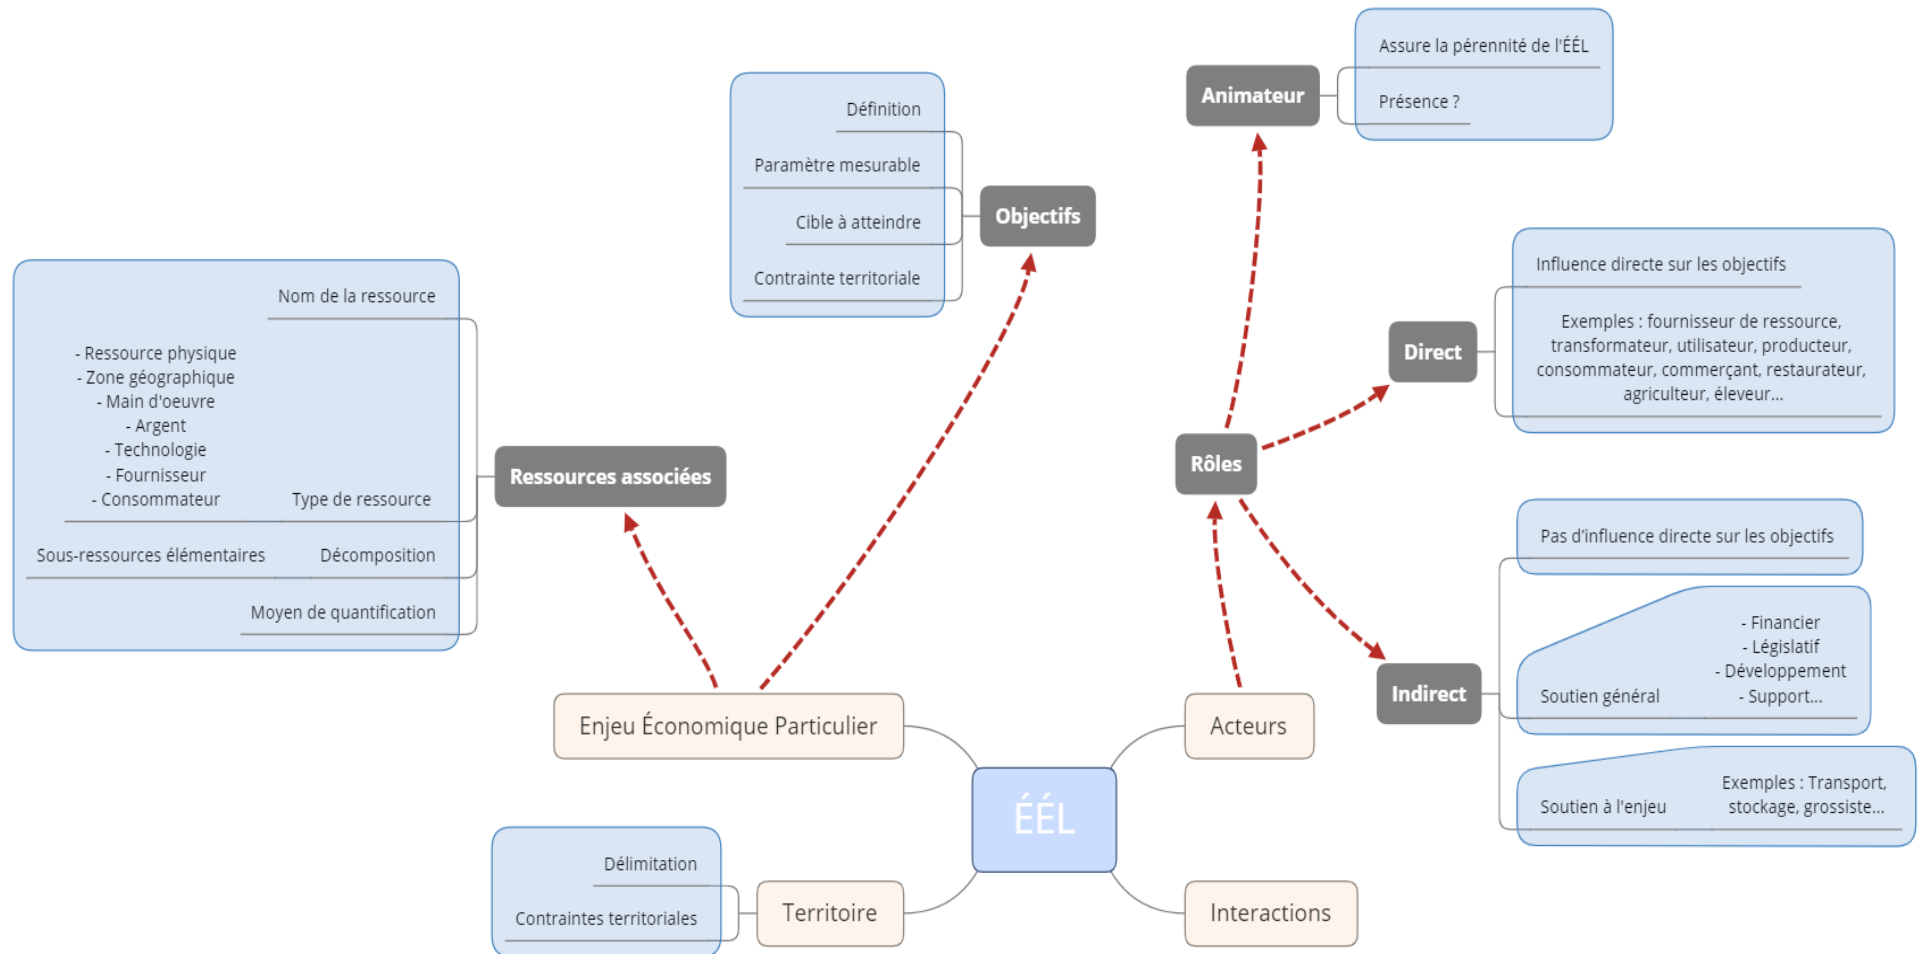 Assure la pérennité de l'ÉÉL
Animateur
Présence ?
Définition
Paramètre mesurable
Objectifs
Cible à atteindre
Contrainte territoriale
Influence directe sur les objectifs
Direct
Exemples : fournisseur de ressource,
transformateur, utilisateur, producteur,
consommateur, commerçant, restaurateur,
agriculteur, éleveur...
Nom de la ressource
- Ressource physique
- Zone géographique
- Main d'oeuvre
- Argent
- Technologie
- Fournisseur
- Consommateur
Type de ressource
Ressources associées
Sous-ressources élémentaires
Décomposition
Moyen de quantification
Rôles
Pas d’influence directe sur les objectifs
Indirect
Soutien général
- Financier
- Législatif
- Développement
- Support...
Soutien à l'enjeu
Exemples : Transport,
stockage, grossiste...
Enjeu Économique Particulier
Acteurs
ÉÉL
Délimitation
Contraintes territoriales
Territoire
Interactions